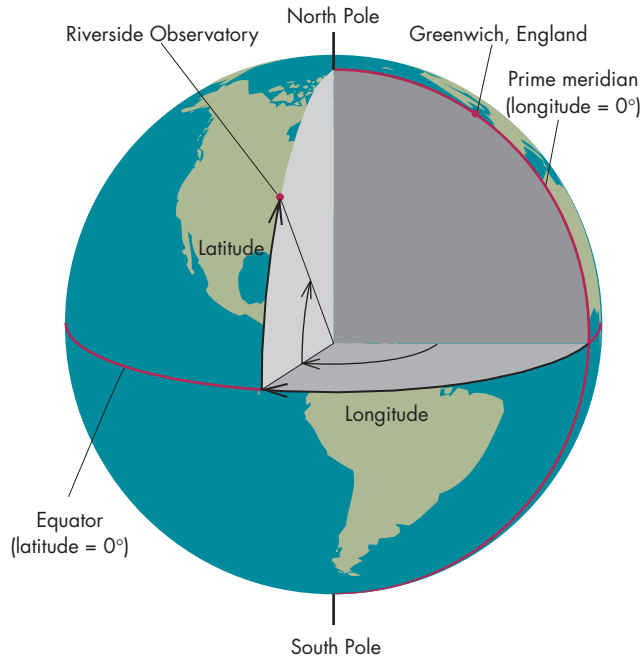 North Pole
Riverside Observatory
Greenwich, England
Prime meridian
(longitude = 0°)
Latitude
Longitude
Equator
(latitude = 0°)
South Pole